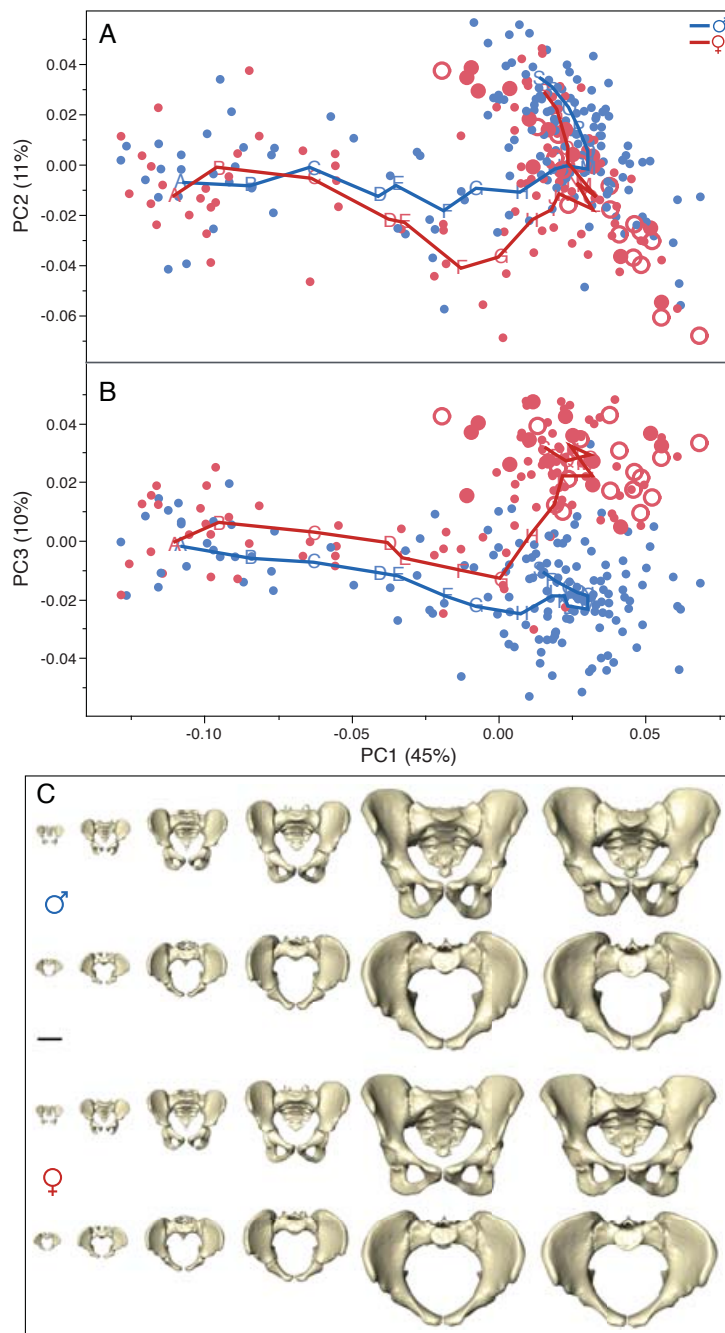 A
♂
♀
0.04
0.02
0.00
-0.02
-0.04
-0.06
PC2 (11%)
A B C D E F G H
A B C D F G H
B
0.04
0.02
0.00
-0.02
-0.04
PC3 (10%)
A B C D E F G H
B C D E F G H
-0.10
-0.05
0.00
0.05
PC1 (45%)
C
♂
♀